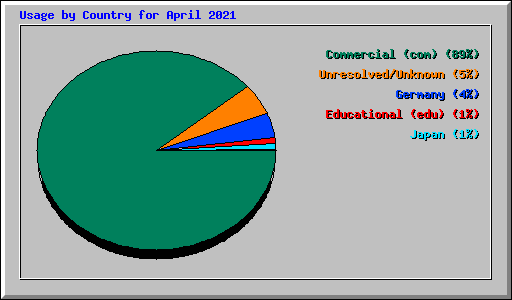 Usage by Country for April 2021
Commercial (com) (89%)
Unresolved/Unknown (5%)
Germany (4%)
Educational (edu) (1%)
Japan (1%)